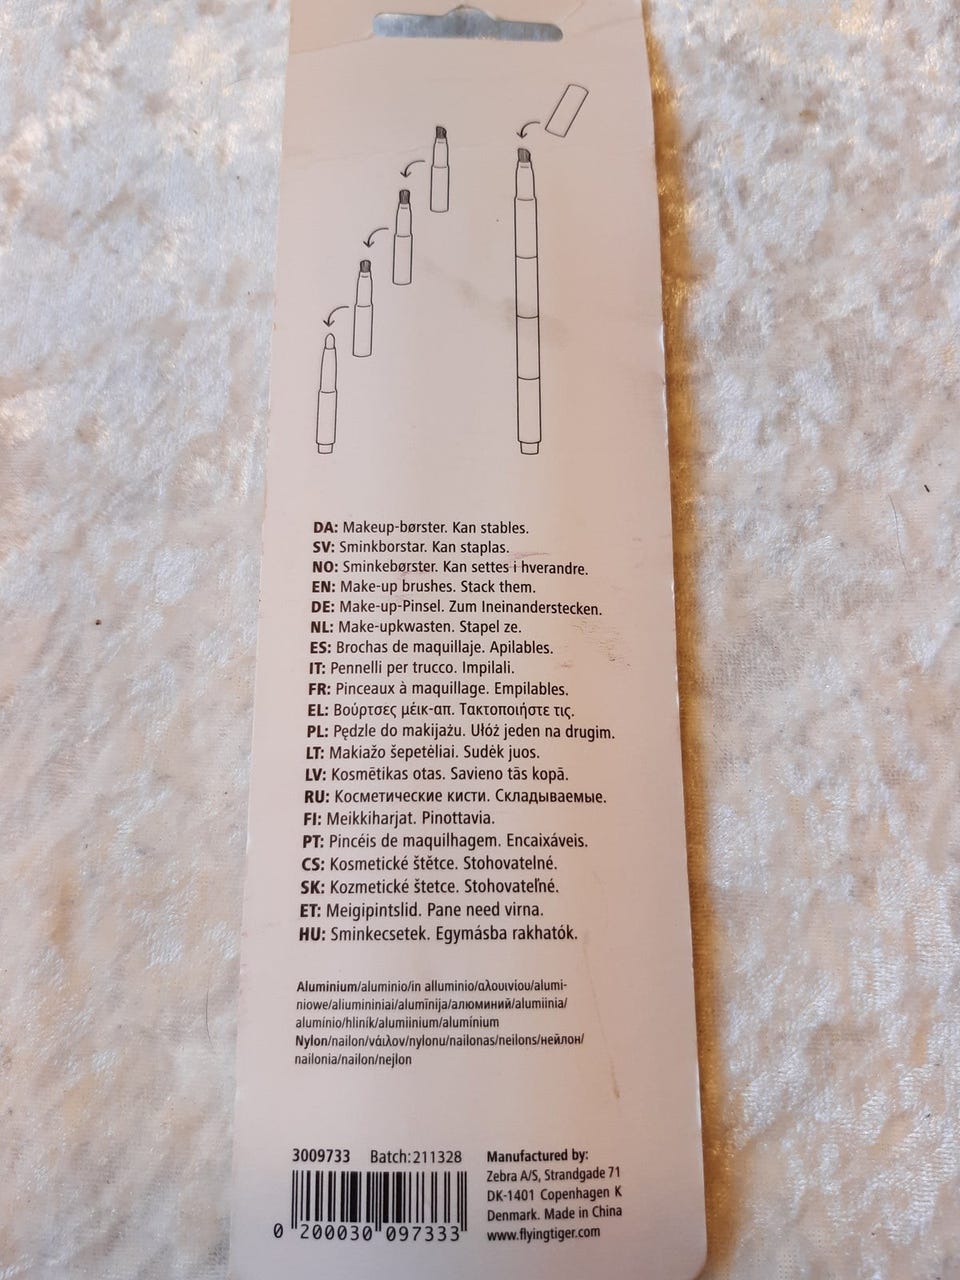 DA: Makeup-børster. Kan stables.
SV: Sminkborstar. Kan staplas.
NO: Sminkebørster. Kan settes i hverandre.
EN: Make-up brushes. Stack them.
DE: Make-up-Pinsel. Zum Ineinanderstecken.
NL: Make-upkwasten. Stapel ze.
ES: Brochas de maquillaje. Apilables.
IT: Pennelli per trucco. Impilali.
FR: Pinceaux à maquillage. Empilables.
EL: Βούρτσες μέικ-απ. Τακτοποιήστε τις.
PL: Pędzle do makijażu. Ułóż jeden na drugim.
LT: Makiažo šepetėliai. Sudėk juos.
LV: Kosmētikas otas. Savieno tās kopā.
RU: Косметические кисти. Складываемые.
FI: Meikkiharjat. Pinottavia.
PT: Pincéis de maquilhagem. Encaixáveis.
CS: Kosmetické štětce. Stohovatelné.
SK: Kozmetické štetce. Stohovateľné.
ET: Meigipintslid. Pane need virna.
HU: Sminkecsetek. Egymásba rakhatók.
Aluminium/aluminio/in alluminio/αλουινίου/alumi-
niowe/aliumininiai/alumīnija/алюминий/alumiinia/
alumínio/hliník/alumiinium/alumínium
Nylon/nailon/νάιλον/nylonu/nailonas/neilons/нейлон/
nailonia/nailon/nejlon
3009733 Batch:211328
0 200030 097333
Manufactured by:
Zebra A/S, Strandgade 71
DK-1401 Copenhagen K
Denmark. Made in China
www.flyingtiger.com